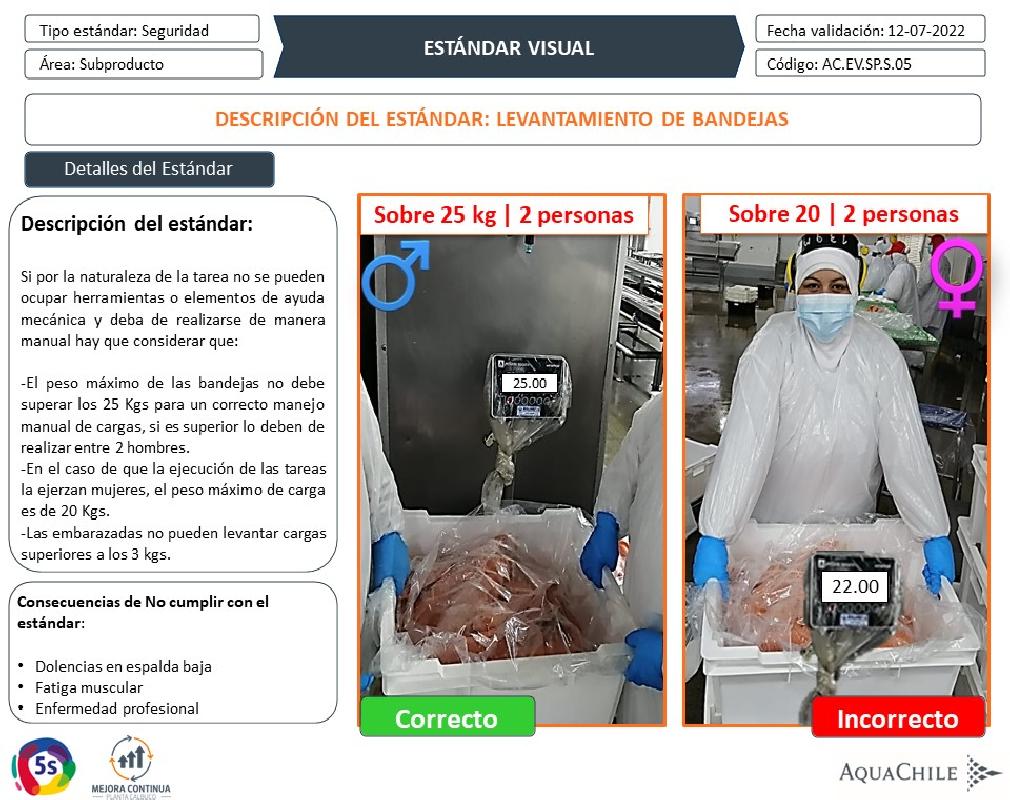 Tipo estándar: Seguridad
Área: Subproducto
ESTÁNDAR VISUAL
Fecha validación: 12-07-2022
Código: AC.EV.SP.S.05
DESCRIPCIÓN DEL ESTÁNDAR: LEVANTAMIENTO DE BANDEJAS
Detalles del Estándar
Descripción del estándar:
Si por la naturaleza de la tarea no se pueden
ocupar herramientas o elementos de ayuda
mecánica y deba de realizarse de manera
manual hay que considerar que:
-El peso máximo de las bandejas no debe
superar los 25 Kgs para un correcto manejo
manual de cargas, si es superior lo deben de
realizar entre 2 hombres.
-En el caso de que la ejecución de las tareas
la ejerzan mujeres, el peso máximo de carga
es de 20 Kgs.
-Las embarazadas no pueden levantar cargas
superiores a los 3 kgs.
Consecuencias de No cumplir con el
estándar:
• Dolencias en espalda baja
• Fatiga muscular
• Enfermedad profesional
Sobre 25 kg | 2 personas
25.00
Correcto
Sobre 20 | 2 personas
22.00
Incorrecto
5s
MEJORA CONTINUA
PLANTA CALBUCO
AQUACHILE